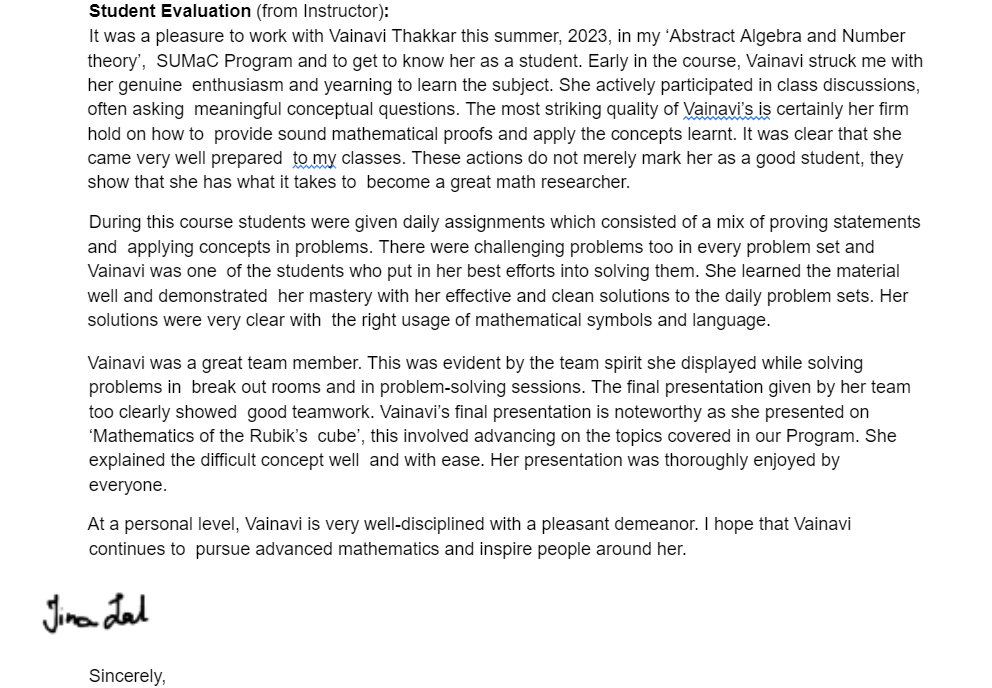 Student Evaluation (from Instructor):
It was a pleasure to work with Vainavi Thakkar this summer, 2023, in my ‘Abstract Algebra and Number
theory’, SUMaC Program and to get to know her as a student. Early in the course, Vainavi struck me with
her genuine enthusiasm and yearning to learn the subject. She actively participated in class discussions,
often asking meaningful conceptual questions. The most striking quality of Vainavi’s is certainly her firm
hold on how to provide sound mathematical proofs and apply the concepts learnt. It was clear that she
came very well prepared to my classes. These actions do not merely mark her as a good student, they
show that she has what it takes to become a great math researcher.
During this course students were given daily assignments which consisted of a mix of proving statements
and applying concepts in problems. There were challenging problems too in every problem set and
Vainavi was one of the students who put in her best efforts into solving them. She learned the material
well and demonstrated her mastery with her effective and clean solutions to the daily problem sets. Her
solutions were very clear with the right usage of mathematical symbols and language.
Vainavi was a great team member. This was evident by the team spirit she displayed while solving
problems in break out rooms and in problem-solving sessions. The final presentation given by her team
too clearly showed good teamwork. Vainavi’s final presentation is noteworthy as she presented on
‘Mathematics of the Rubik’s cube’, this involved advancing on the topics covered in our Program. She
explained the difficult concept well and with ease. Her presentation was thoroughly enjoyed by
everyone.
At a personal level, Vainavi is very well-disciplined with a pleasant demeanor. I hope that Vainavi
continues to pursue advanced mathematics and inspire people around her.
Jina Lal
Sincerely,